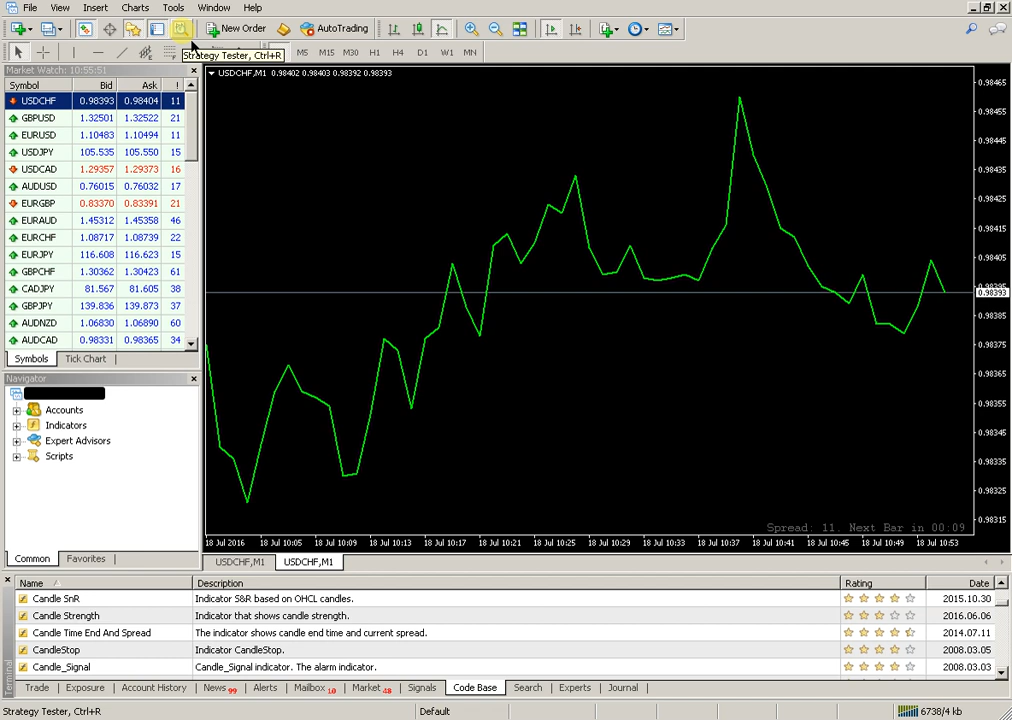 File View Insert Charts Tools Window Help
New Order AutoTrading
Strategy Tester, Ctrl+R
M5 M15 M30 H1 H4 D1 W1 MN
Market Watch: 10:55:51
Symbol Bid Ask !
USDCHF 0.98393 0.98404 11
GBPUSD 1.32501 1.32522 21
EURUSD 1.10483 1.10494 11
USDJPY 105.535 105.550 15
USDCAD 1.29357 1.29373 16
AUDUSD 0.76015 0.76032 17
EURGBP 0.83370 0.83391 21
EURAUD 1.45312 1.45358 46
EURCHF 1.08717 1.08739 22
EURJPY 116.608 116.623 15
GBPCHF 1.30362 1.30423 61
CADJPY 81.567 81.605 38
GBPJPY 139.836 139.873 37
AUDNZD 1.06830 1.06890 60
AUDCAD 0.98331 0.98365 34
Symbols Tick Chart
Navigator
Accounts
Indicators
Expert Advisors
Scripts
Common Favorites
USDCHF,M1 0.98402 0.98403 0.98392 0.98393
0.98465
0.98455
0.98445
0.98435
0.98425
0.98415
0.98405
0.98395
0.98393
0.98385
0.98375
0.98365
0.98355
0.98345
0.98335
0.98325
0.98315
Spread: 11. Next Bar in 00:09
18 Jul 2016 18 Jul 10:05 18 Jul 10:09 18 Jul 10:13 18 Jul 10:17 18 Jul 10:21 18 Jul 10:25 18 Jul 10:29 18 Jul 10:33 18 Jul 10:37 18 Jul 10:41 18 Jul 10:45 18 Jul 10:49 18 Jul 10:53
USDCHF,M1 USDCHF,M1
Name Description Rating Date
Candle SnR Indicator S&R based on OHCL candles. 2015.10.30
Candle Strength Indicator that shows candle strength. 2016.06.06
Candle Time End And Spread The indicator shows candle end time and current spread. 2014.07.11
CandleStop Indicator CandleStop. 2008.03.05
Candle_Signal Candle_Signal indicator. The alarm indicator. 2008.03.03
Terminal
Trade Exposure Account History News 99 Alerts Mailbox 10 Market 48 Signals Code Base Search Experts Journal
Strategy Tester, Ctrl+R Default 6738/4 kb